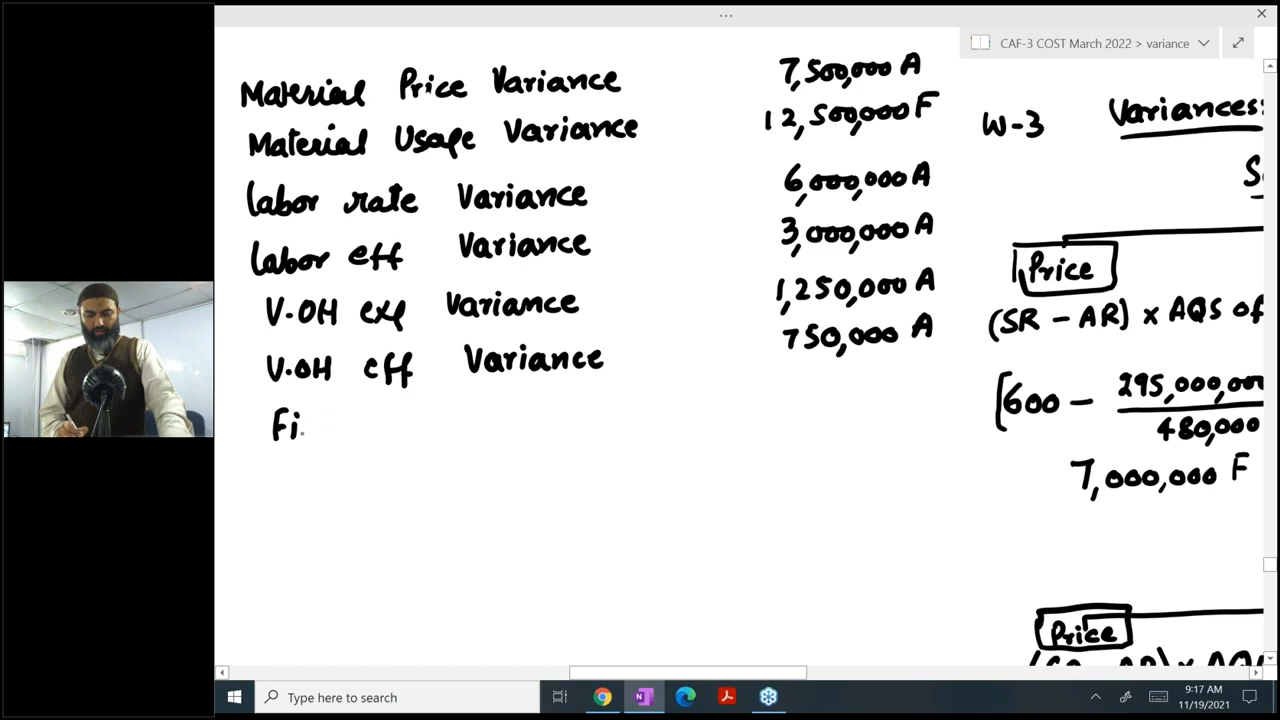 CAF-3 COST March 2022 > variance
Material Price Variance 7,500,000 A
Material Usage Variance 12,500,000 F
labor rate Variance 6,000,000 A
labor eff Variance 3,000,000 A
V.OH exp Variance 1,250,000 A
V.OH eff Variance 750,000 A
Fi
W-3 Variances:
S
Price
(SR - AR) x AQS of
[600 - 295,000,000
480,000
7,000,000 F
Price
Type here to search
9:17 AM
11/19/2021